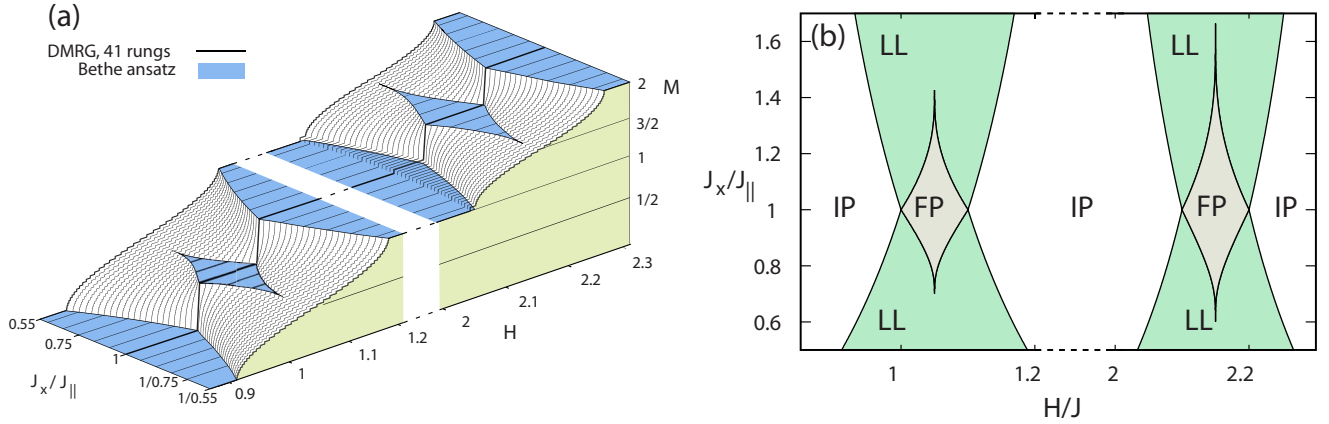 (a)
DMRG, 41 rungs
Bethe ansatz
2
M
3/2
1
1/2
2.3
2.2
2.1
2
1.2
1.1
1
0.9
H
0.55
0.75
1
1/0.75
1/0.55
J_x/J_||
(b)
J_x/J_||
1.6
1.4
1.2
1
0.8
0.6
LL
LL
IP
FP
IP
FP
IP
LL
LL
1
1.2
2
2.2
H/J